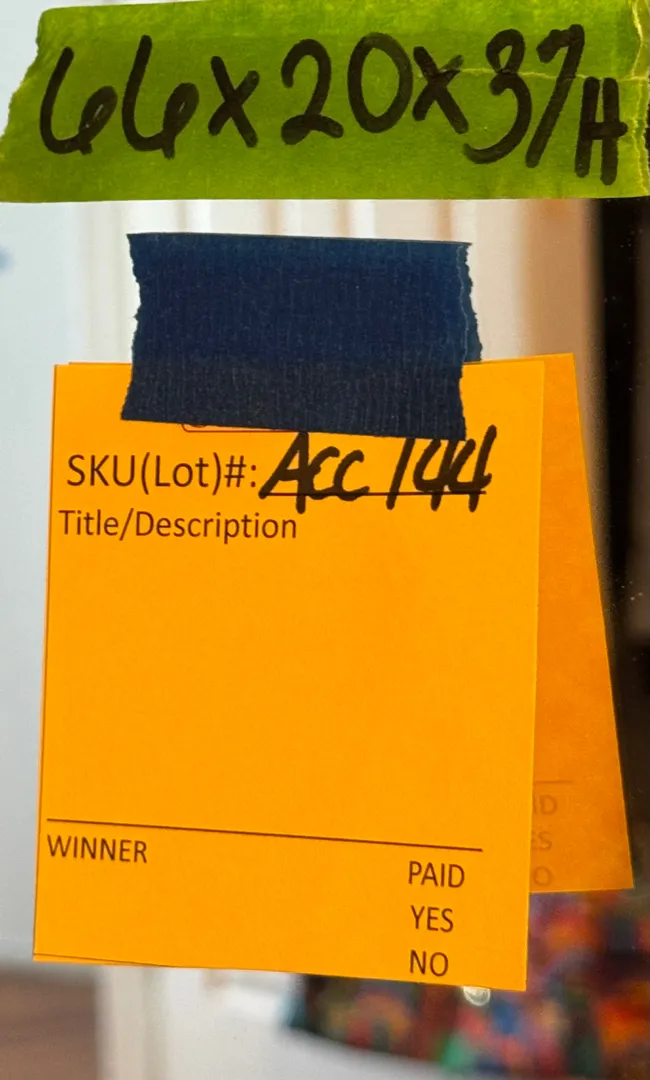 66x20x37H
SKU(Lot)#: Acc 144
Title/Description
WINNER
PAID
YES
NO